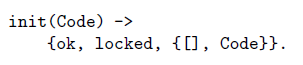 init(Code) ->
    {ok, locked, {[], Code}}.